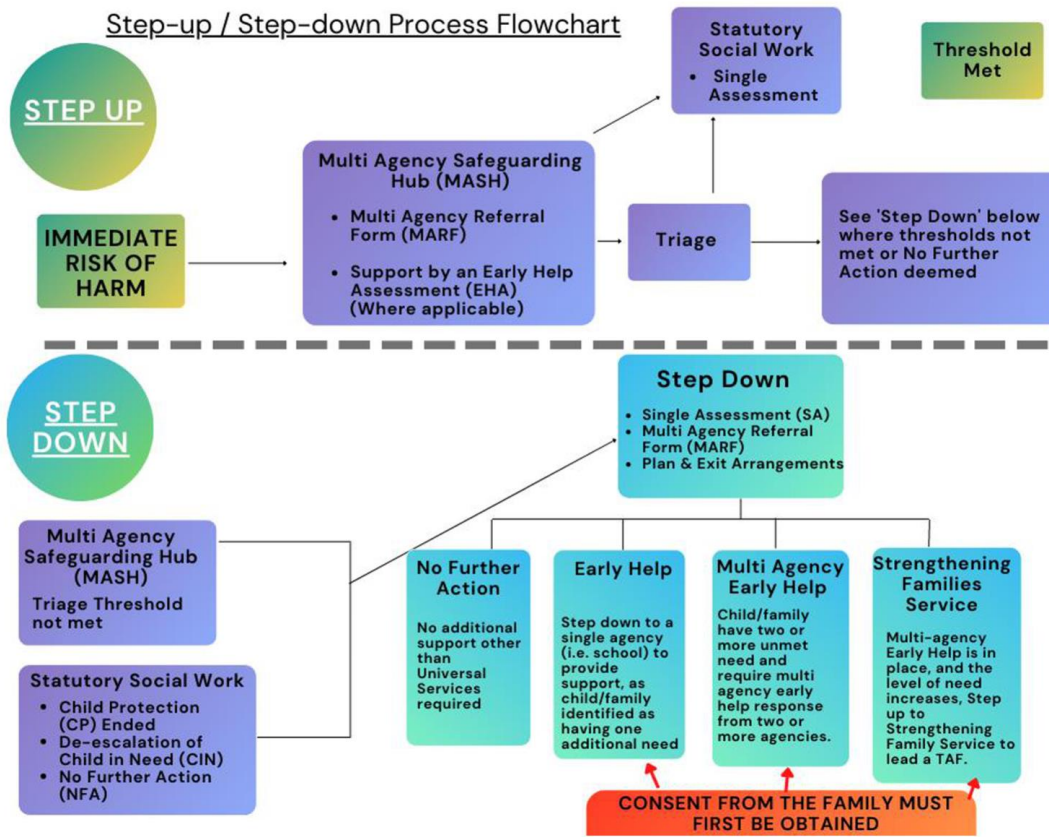 Step-up / Step-down Process Flowchart
STEP UP
Statutory
Social Work
• Single
Assessment
Threshold
Met
IMMEDIATE
RISK OF
HARM
Multi Agency Safeguarding
Hub (MASH)
• Multi Agency Referral
Form (MARF)
• Support by an Early Help
Assessment (EHA)
(Where applicable)
Triage
See 'Step Down' below
where thresholds not
met or No Further
Action deemed
STEP
DOWN
Step Down
• Single Assessment (SA)
• Multi Agency Referral
Form (MARF)
• Plan & Exit Arrangements
Multi Agency
Safeguarding Hub
(MASH)
Triage Threshold
not met
Statutory Social Work
• Child Protection
(CP) Ended
• De-escalation of
Child in Need (CIN)
• No Further Action
(NFA)
No Further
Action
No additional
support other
than
Universal
Services
required
Early Help
Step down to a
single agency
(i.e. school) to
provide
support, as
child/family
identified as
having one
additional need
Multi Agency
Early Help
Child/family
have two or
more unmet
need and
require multi
agency early
help response
from two or
more agencies.
Strengthening
Families
Service
Multi-agency
Early Help is in
place, and the
level of need
increases, Step
up to
Strengthening
Family Service to
lead a TAF.
CONSENT FROM THE FAMILY MUST
FIRST BE OBTAINED